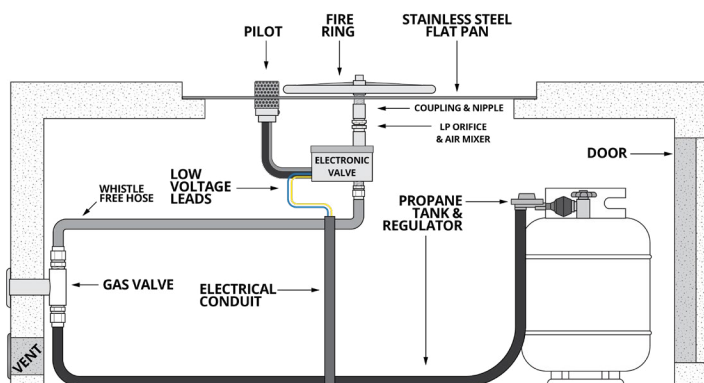 PILOT
FIRE
RING
STAINLESS STEEL
FLAT PAN
COUPLING & NIPPLE
LP ORIFICE
& AIR MIXER
ELECTRONIC
VALVE
DOOR
LOW
VOLTAGE
LEADS
WHISTLE
FREE HOSE
PROPANE
TANK &
REGULATOR
GAS VALVE
ELECTRICAL
CONDUIT
VENT